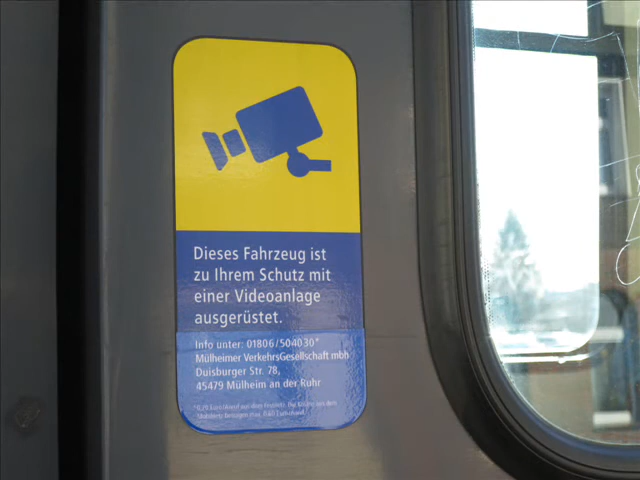 Dieses Fahrzeug ist
zu Ihrem Schutz mit
einer Videoanlage
ausgerüstet.
Info unter: 01806/504030*
Mülheimer VerkehrsGesellschaft mbh
Duisburger Str. 78,
45479 Mülheim an der Ruhr